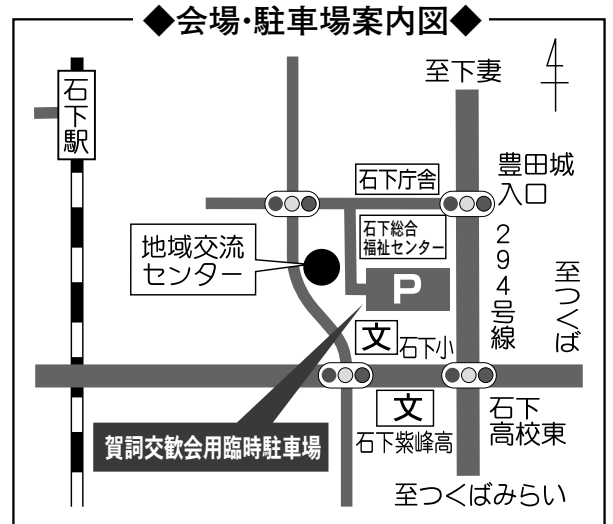 ◆会場・駐車場案内図◆
至下妻
石下駅
豊田城
入口
石下庁舎
石下総合
福祉センター
地域交流
センター
294号線
至つくば
P
文
石下小
文
石下紫峰高
石下
高校東
賀詞交歓会用臨時駐車場
至つくばみらい